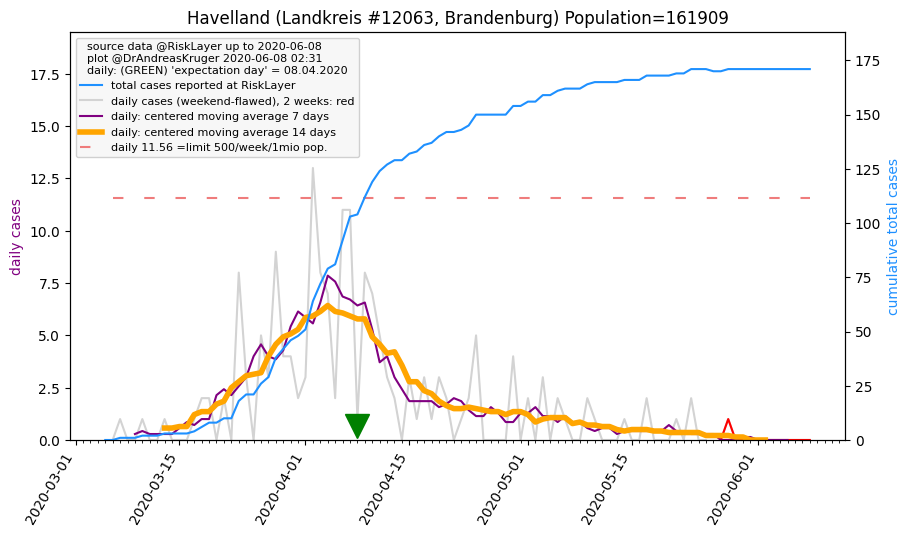 Havelland (Landkreis #12063, Brandenburg) Population=161909
source data @RiskLayer up to 2020-06-08
plot @DrAndreasKruger 2020-06-08 02:31
daily: (GREEN) 'expectation day' = 08.04.2020
total cases reported at RiskLayer
daily cases (weekend-flawed), 2 weeks: red
daily: centered moving average 7 days
daily: centered moving average 14 days
daily 11.56 =limit 500/week/1mio pop.
daily cases
17.5
15.0
12.5
10.0
7.5
5.0
2.5
0.0
175
150
125
100
75
50
25
0
cumulative total cases
2020-03-01
2020-03-15
2020-04-01
2020-04-15
2020-05-01
2020-05-15
2020-06-01